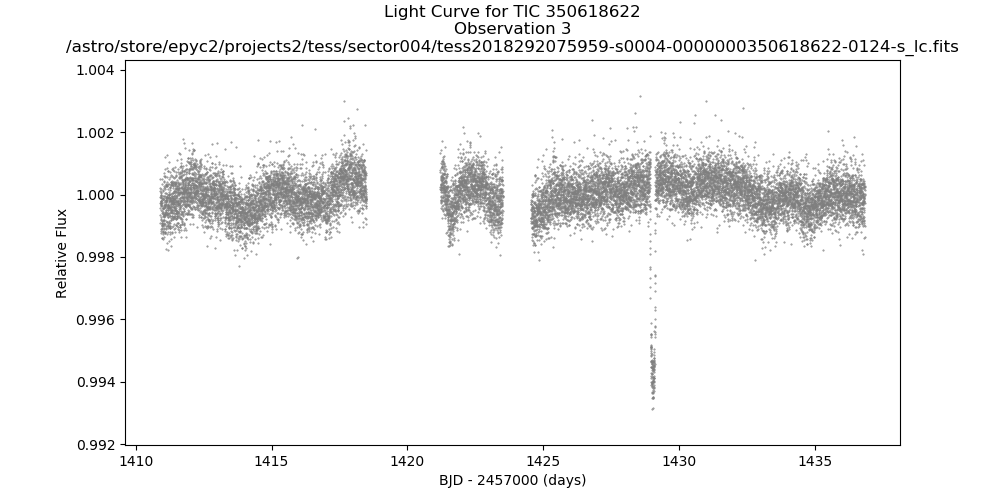 Light Curve for TIC 350618622
Observation 3
/astro/store/epyc2/projects2/tess/sector004/tess2018292075959-s0004-0000000350618622-0124-s_lc.fits
1.004
1.002
1.000
0.998
0.996
0.994
0.992
Relative Flux
1410
1415
1420
1425
1430
1435
BJD - 2457000 (days)